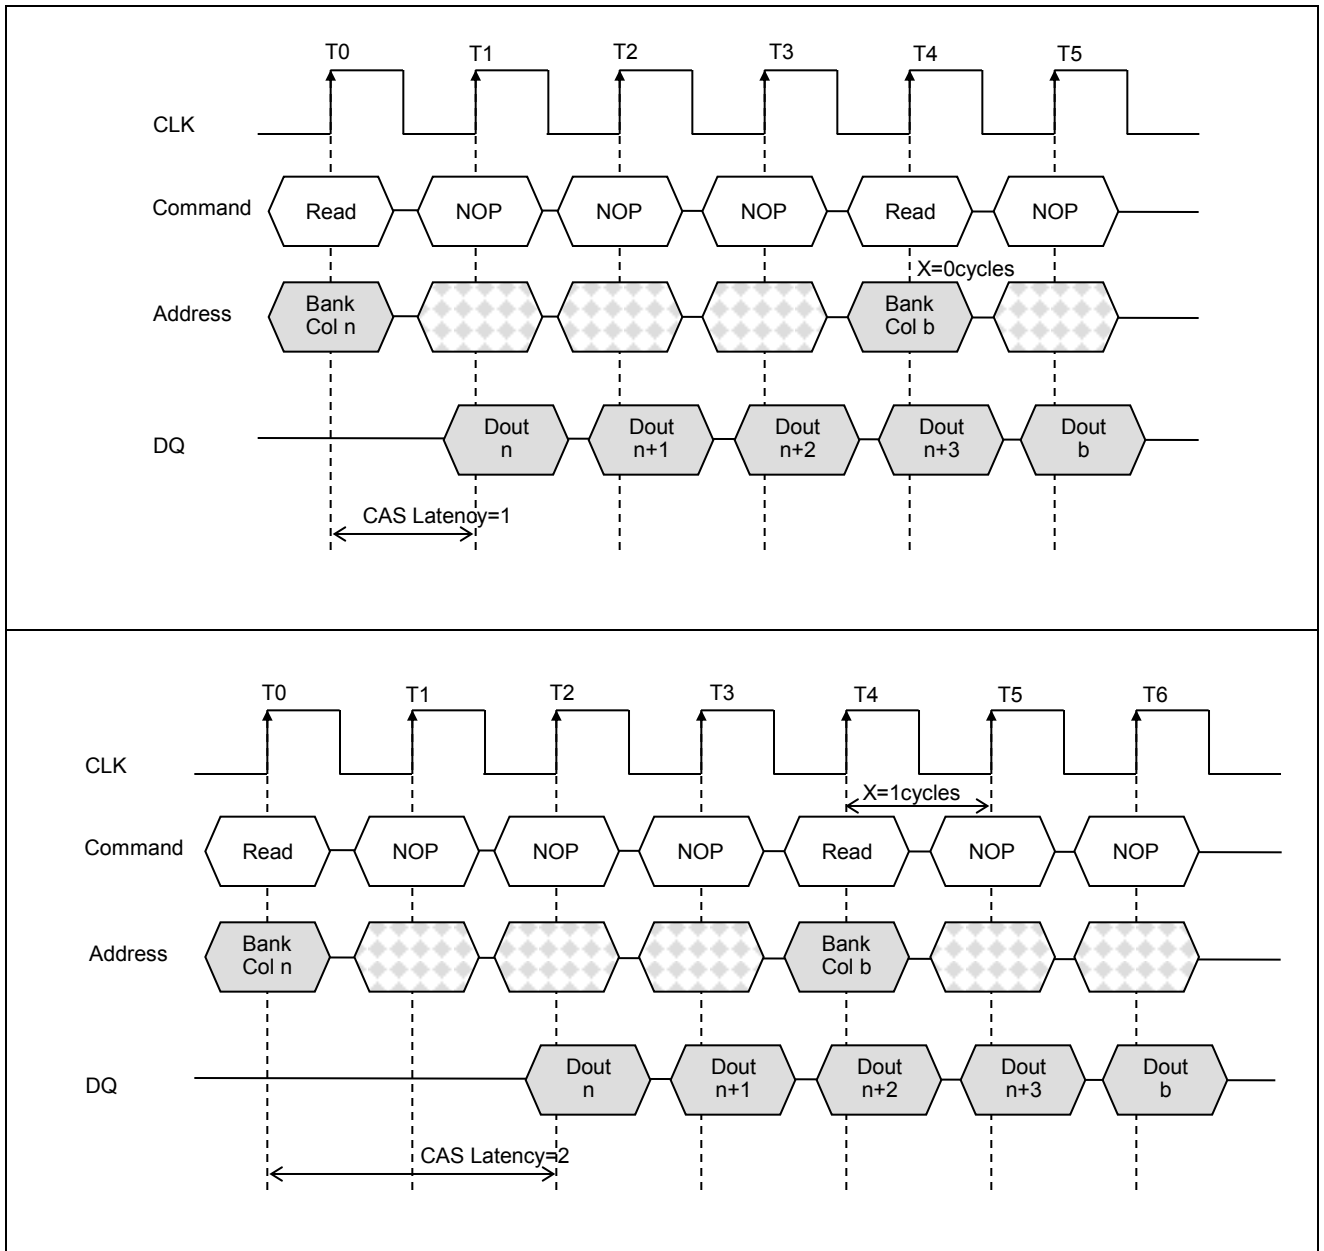 T0 T1 T2 T3 T4 T5
CLK
Command Read NOP NOP NOP Read NOP
X=0cycles
Address Bank Col n Bank Col b
DQ Dout n Dout n+1 Dout n+2 Dout n+3 Dout b
CAS Latency=1
T0 T1 T2 T3 T4 T5 T6
CLK
X=1cycles
Command Read NOP NOP NOP Read NOP NOP
Address Bank Col n Bank Col b
DQ Dout n Dout n+1 Dout n+2 Dout n+3 Dout b
CAS Latency=2